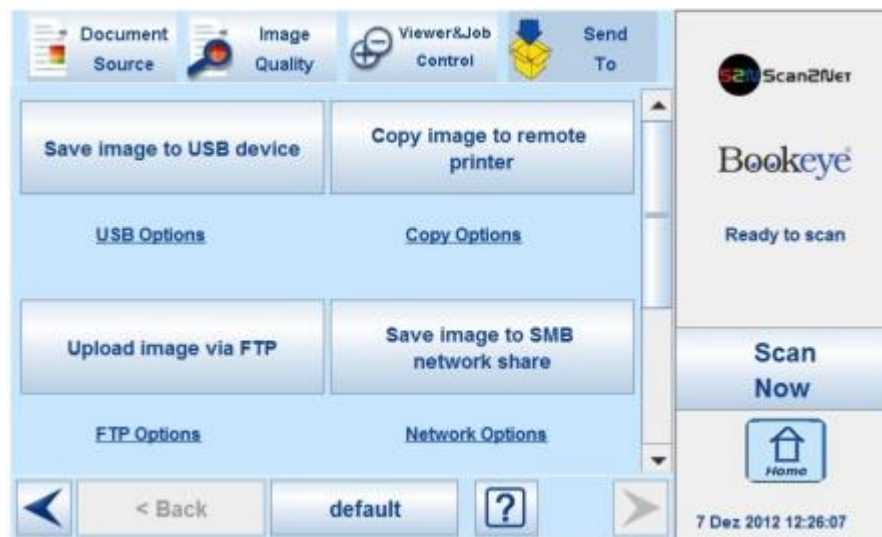 Document
Source
Image
Quality
Viewer&Job
Control
Send
To
S2N Scan2Net
Bookeye®
Ready to scan
Save image to USB device
Copy image to remote
printer
USB Options
Copy Options
Upload image via FTP
Save image to SMB
network share
FTP Options
Network Options
Scan
Now
Home
< Back
default
?
7 Dez 2012 12:26:07